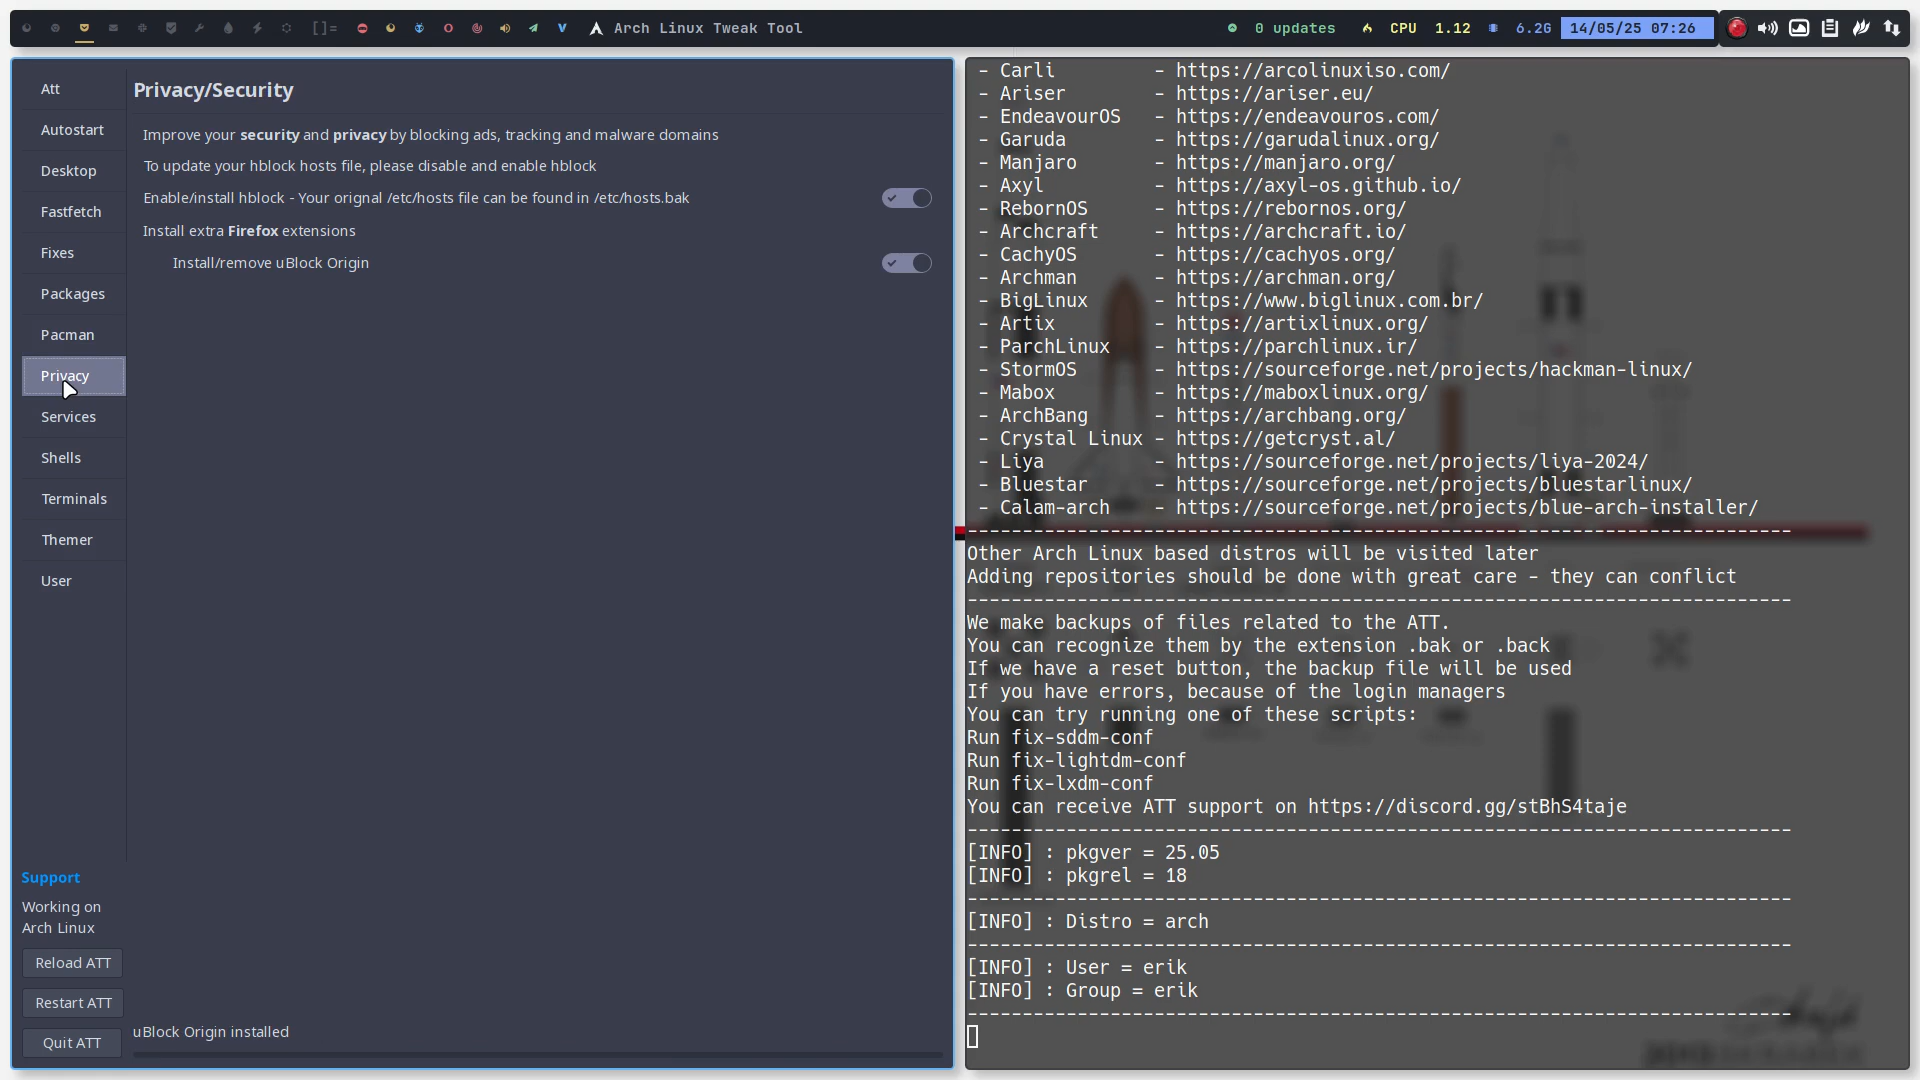 []=
Arch Linux Tweak Tool
0 updates
CPU 1.12
6.2G
14/05/25 07:26
Att
Autostart
Desktop
Fastfetch
Fixes
Packages
Pacman
Privacy
Services
Shells
Terminals
Themer
User
Support
Working on
Arch Linux
Reload ATT
Restart ATT
Quit ATT
Privacy/Security
Improve your security and privacy by blocking ads, tracking and malware domains
To update your hblock hosts file, please disable and enable hblock
Enable/install hblock - Your orignal /etc/hosts file can be found in /etc/hosts.bak
Install extra Firefox extensions
Install/remove uBlock Origin
uBlock Origin installed
- Carli - https://arcolinuxiso.com/
- Ariser - https://ariser.eu/
- EndeavourOS - https://endeavouros.com/
- Garuda - https://garudalinux.org/
- Manjaro - https://manjaro.org/
- Axyl - https://axyl-os.github.io/
- RebornOS - https://rebornos.org/
- Archcraft - https://archcraft.io/
- CachyOS - https://cachyos.org/
- Archman - https://archman.org/
- BigLinux - https://www.biglinux.com.br/
- Artix - https://artixlinux.org/
- ParchLinux - https://parchlinux.ir/
- StormOS - https://sourceforge.net/projects/hackman-linux/
- Mabox - https://maboxlinux.org/
- ArchBang - https://archbang.org/
- Crystal Linux - https://getcryst.al/
- Liya - https://sourceforge.net/projects/liya-2024/
- Bluestar - https://sourceforge.net/projects/bluestarlinux/
- Calam-arch - https://sourceforge.net/projects/blue-arch-installer/
---------------------------------------------------------------------------
Other Arch Linux based distros will be visited later
Adding repositories should be done with great care - they can conflict
---------------------------------------------------------------------------
We make backups of files related to the ATT.
You can recognize them by the extension .bak or .back
If we have a reset button, the backup file will be used
If you have errors, because of the login managers
You can try running one of these scripts:
Run fix-sddm-conf
Run fix-lightdm-conf
Run fix-lxdm-conf
You can receive ATT support on https://discord.gg/stBhS4taje
---------------------------------------------------------------------------
[INFO] : pkgver = 25.05
[INFO] : pkgrel = 18
---------------------------------------------------------------------------
[INFO] : Distro = arch
---------------------------------------------------------------------------
[INFO] : User = erik
[INFO] : Group = erik
---------------------------------------------------------------------------